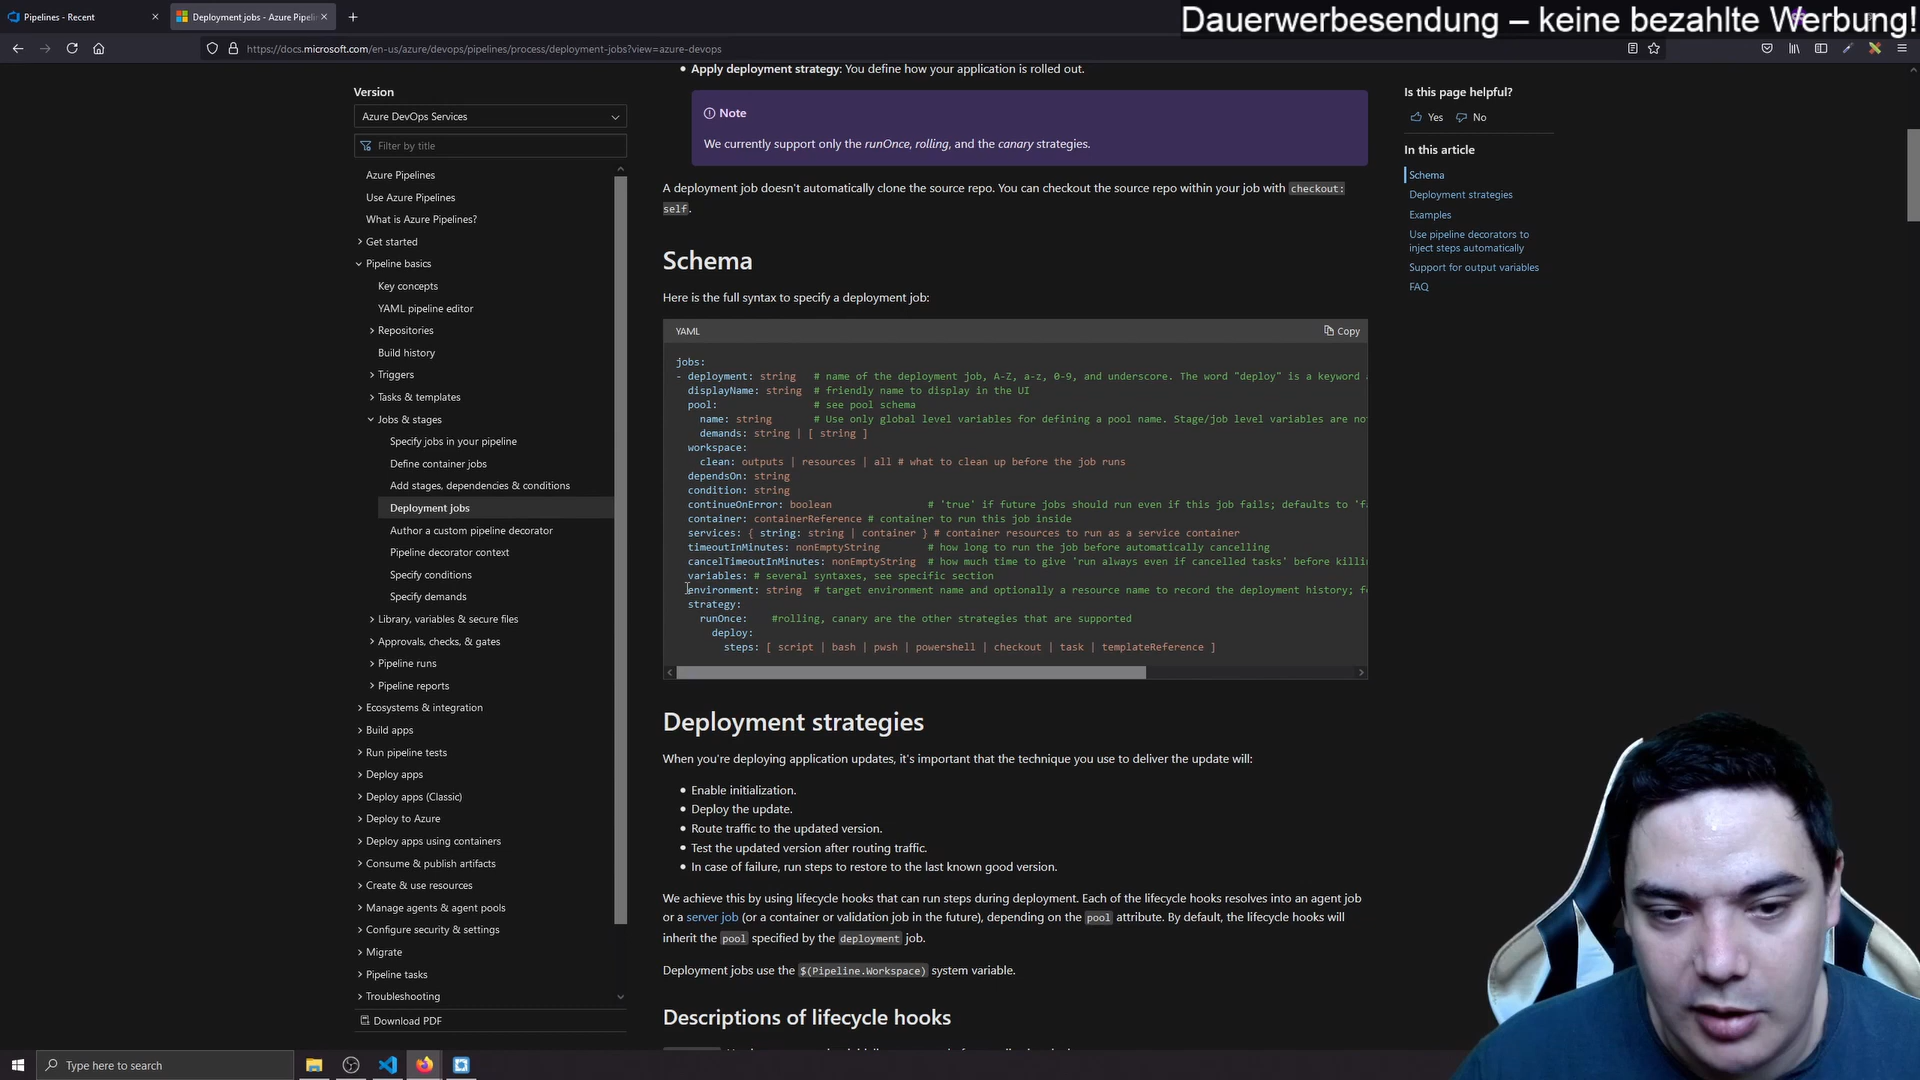 Pipelines - Recent
Deployment jobs - Azure Pipelin
Dauerwerbesendung – keine bezahlte Werbung!
https://docs.microsoft.com/en-us/azure/devops/pipelines/process/deployment-jobs?view=azure-devops
Version
Azure DevOps Services
Filter by title
Azure Pipelines
Use Azure Pipelines
What is Azure Pipelines?
Get started
Pipeline basics
Key concepts
YAML pipeline editor
Repositories
Build history
Triggers
Tasks & templates
Jobs & stages
Specify jobs in your pipeline
Define container jobs
Add stages, dependencies & conditions
Deployment jobs
Author a custom pipeline decorator
Pipeline decorator context
Specify conditions
Specify demands
Library, variables & secure files
Approvals, checks, & gates
Pipeline runs
Pipeline reports
Ecosystems & integration
Build apps
Run pipeline tests
Deploy apps
Deploy apps (Classic)
Deploy to Azure
Deploy apps using containers
Consume & publish artifacts
Create & use resources
Manage agents & agent pools
Configure security & settings
Migrate
Pipeline tasks
Troubleshooting
Download PDF
• Apply deployment strategy: You define how your application is rolled out.
Note
We currently support only the runOnce, rolling, and the canary strategies.
A deployment job doesn't automatically clone the source repo. You can checkout the source repo within your job with checkout:
self.
Schema
Here is the full syntax to specify a deployment job:
YAML
Copy
jobs:
- deployment: string # name of the deployment job, A-Z, a-z, 0-9, and underscore. The word "deploy" is a keyword
displayName: string # friendly name to display in the UI
pool: # see pool schema
name: string # Use only global level variables for defining a pool name. Stage/job level variables are no
demands: string | [ string ]
workspace:
clean: outputs | resources | all # what to clean up before the job runs
dependsOn: string
condition: string
continueOnError: boolean # 'true' if future jobs should run even if this job fails; defaults to 'f
container: containerReference # container to run this job inside
services: { string: string | container } # container resources to run as a service container
timeoutInMinutes: nonEmptyString # how long to run the job before automatically cancelling
cancelTimeoutInMinutes: nonEmptyString # how much time to give 'run always even if cancelled tasks' before killi
variables: # several syntaxes, see specific section
environment: string # target environment name and optionally a resource name to record the deployment history; f
strategy:
runOnce: #rolling, canary are the other strategies that are supported
deploy:
steps: [ script | bash | pwsh | powershell | checkout | task | templateReference ]
Deployment strategies
When you're deploying application updates, it's important that the technique you use to deliver the update will:
• Enable initialization.
• Deploy the update.
• Route traffic to the updated version.
• Test the updated version after routing traffic.
• In case of failure, run steps to restore to the last known good version.
We achieve this by using lifecycle hooks that can run steps during deployment. Each of the lifecycle hooks resolves into an agent job
or a server job (or a container or validation job in the future), depending on the pool attribute. By default, the lifecycle hooks will
inherit the pool specified by the deployment job.
Deployment jobs use the $(Pipeline.Workspace) system variable.
Descriptions of lifecycle hooks
Is this page helpful?
Yes
No
In this article
Schema
Deployment strategies
Examples
Use pipeline decorators to
inject steps automatically
Support for output variables
FAQ
Type here to search